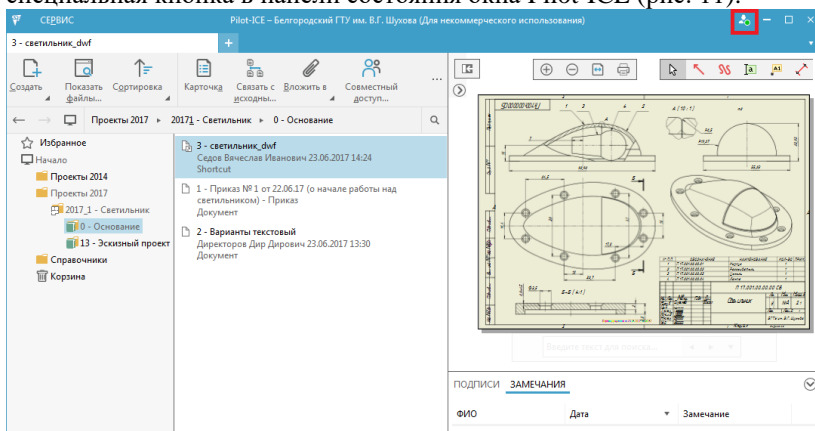 специальная кнопка в панели состояния окна Pilot-ICE (рис. 11).
СЕРВИС
Pilot-ICE – Белгородский ГТУ им. В.Г. Шухова (Для некоммерческого использования)
3 - светильник_dwf
Создать
Показать файлы...
Сортировка
Карточка
Связать с исходны...
Вложить в
Совместный доступ...
Проекты 2017 ▸ 2017_1 - Светильник ▸ 0 - Основание
Избранное
Начало
Проекты 2014
Проекты 2017
2017_1 - Светильник
0 - Основание
13 - Эскизный проект
Справочники
Корзина
3 - светильник_dwf
Седов Вячеслав Иванович 23.06.2017 14:24
Shortcut
1 - Приказ № 1 от 22.06.17 (о начале работы над
светильником) - Приказ
Документ
2 - Варианты текстовый
Директоров Дир Дирович 23.06.2017 13:30
Документ
А (10:1)
Б-Б (4:1)
Светильник
Введите текст для поиска...
ПОДПИСИ ЗАМЕЧАНИЯ
ФИО Дата Замечание